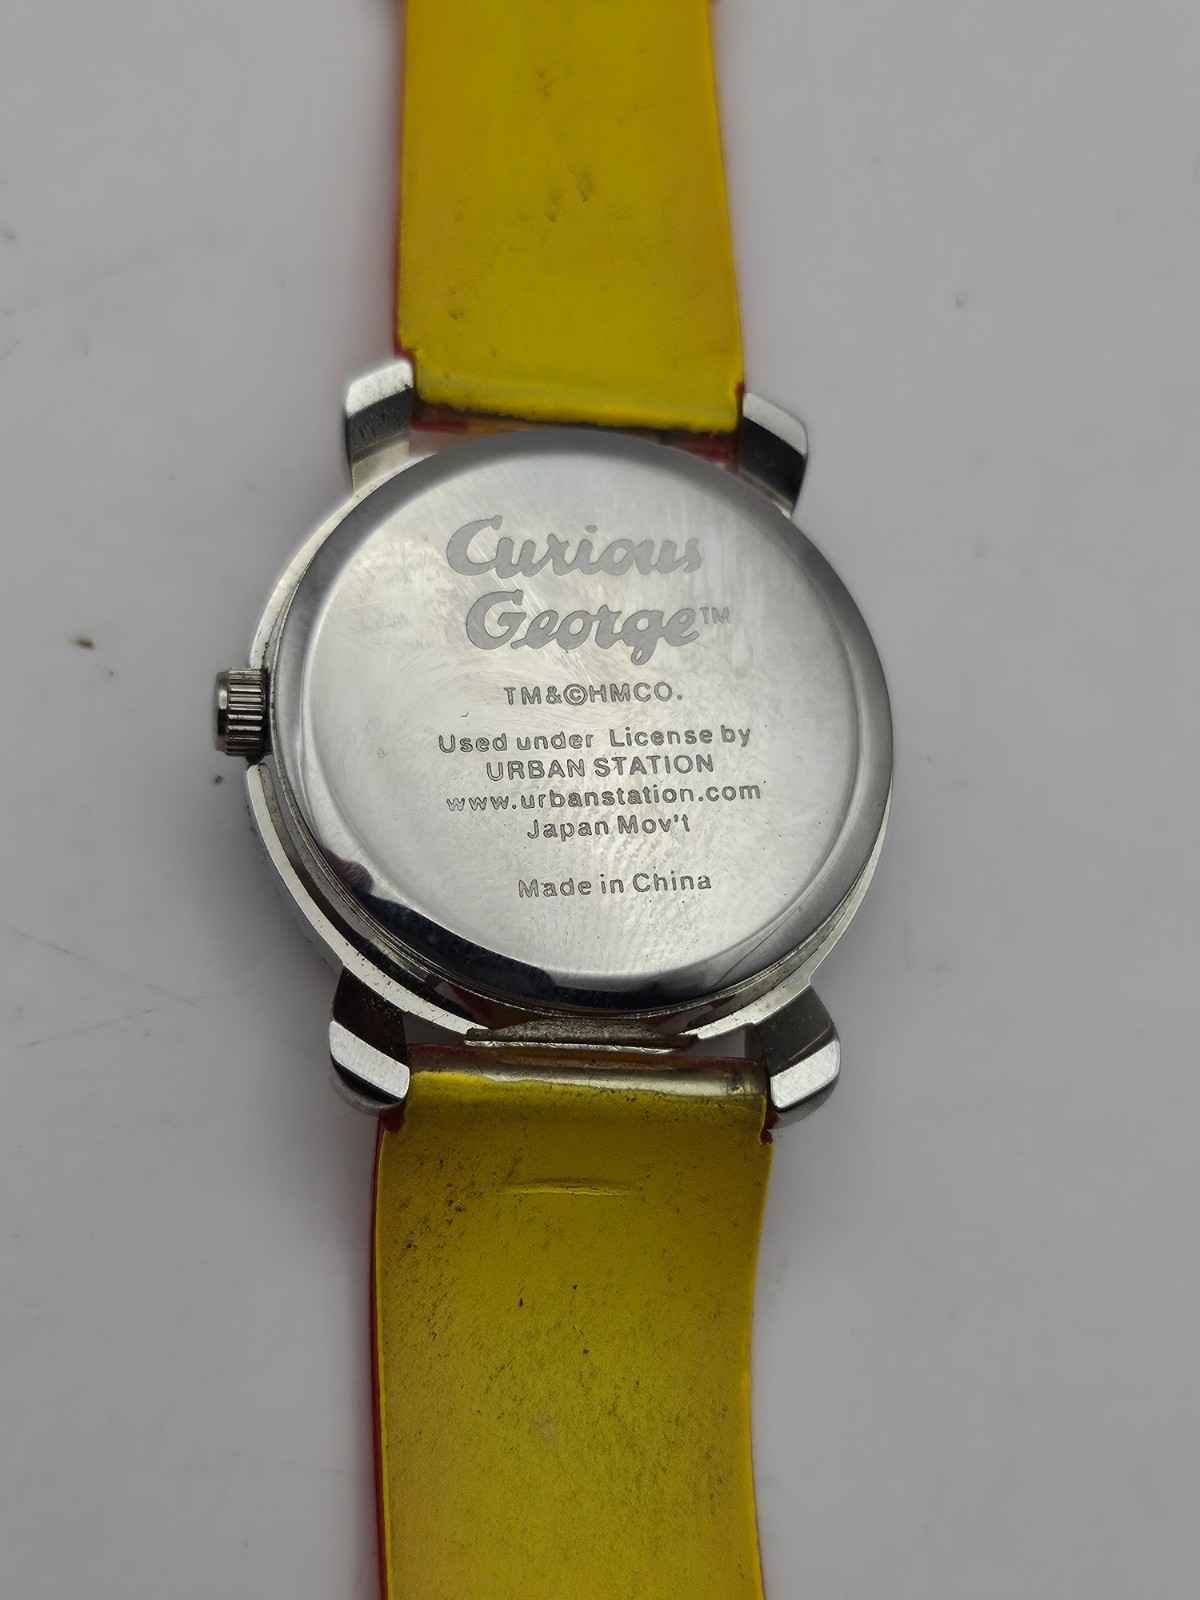 Curious
George™
TM&©HMCO.
Used under License by
URBAN STATION
www.urbanstation.com
Japan Mov't
Made in China